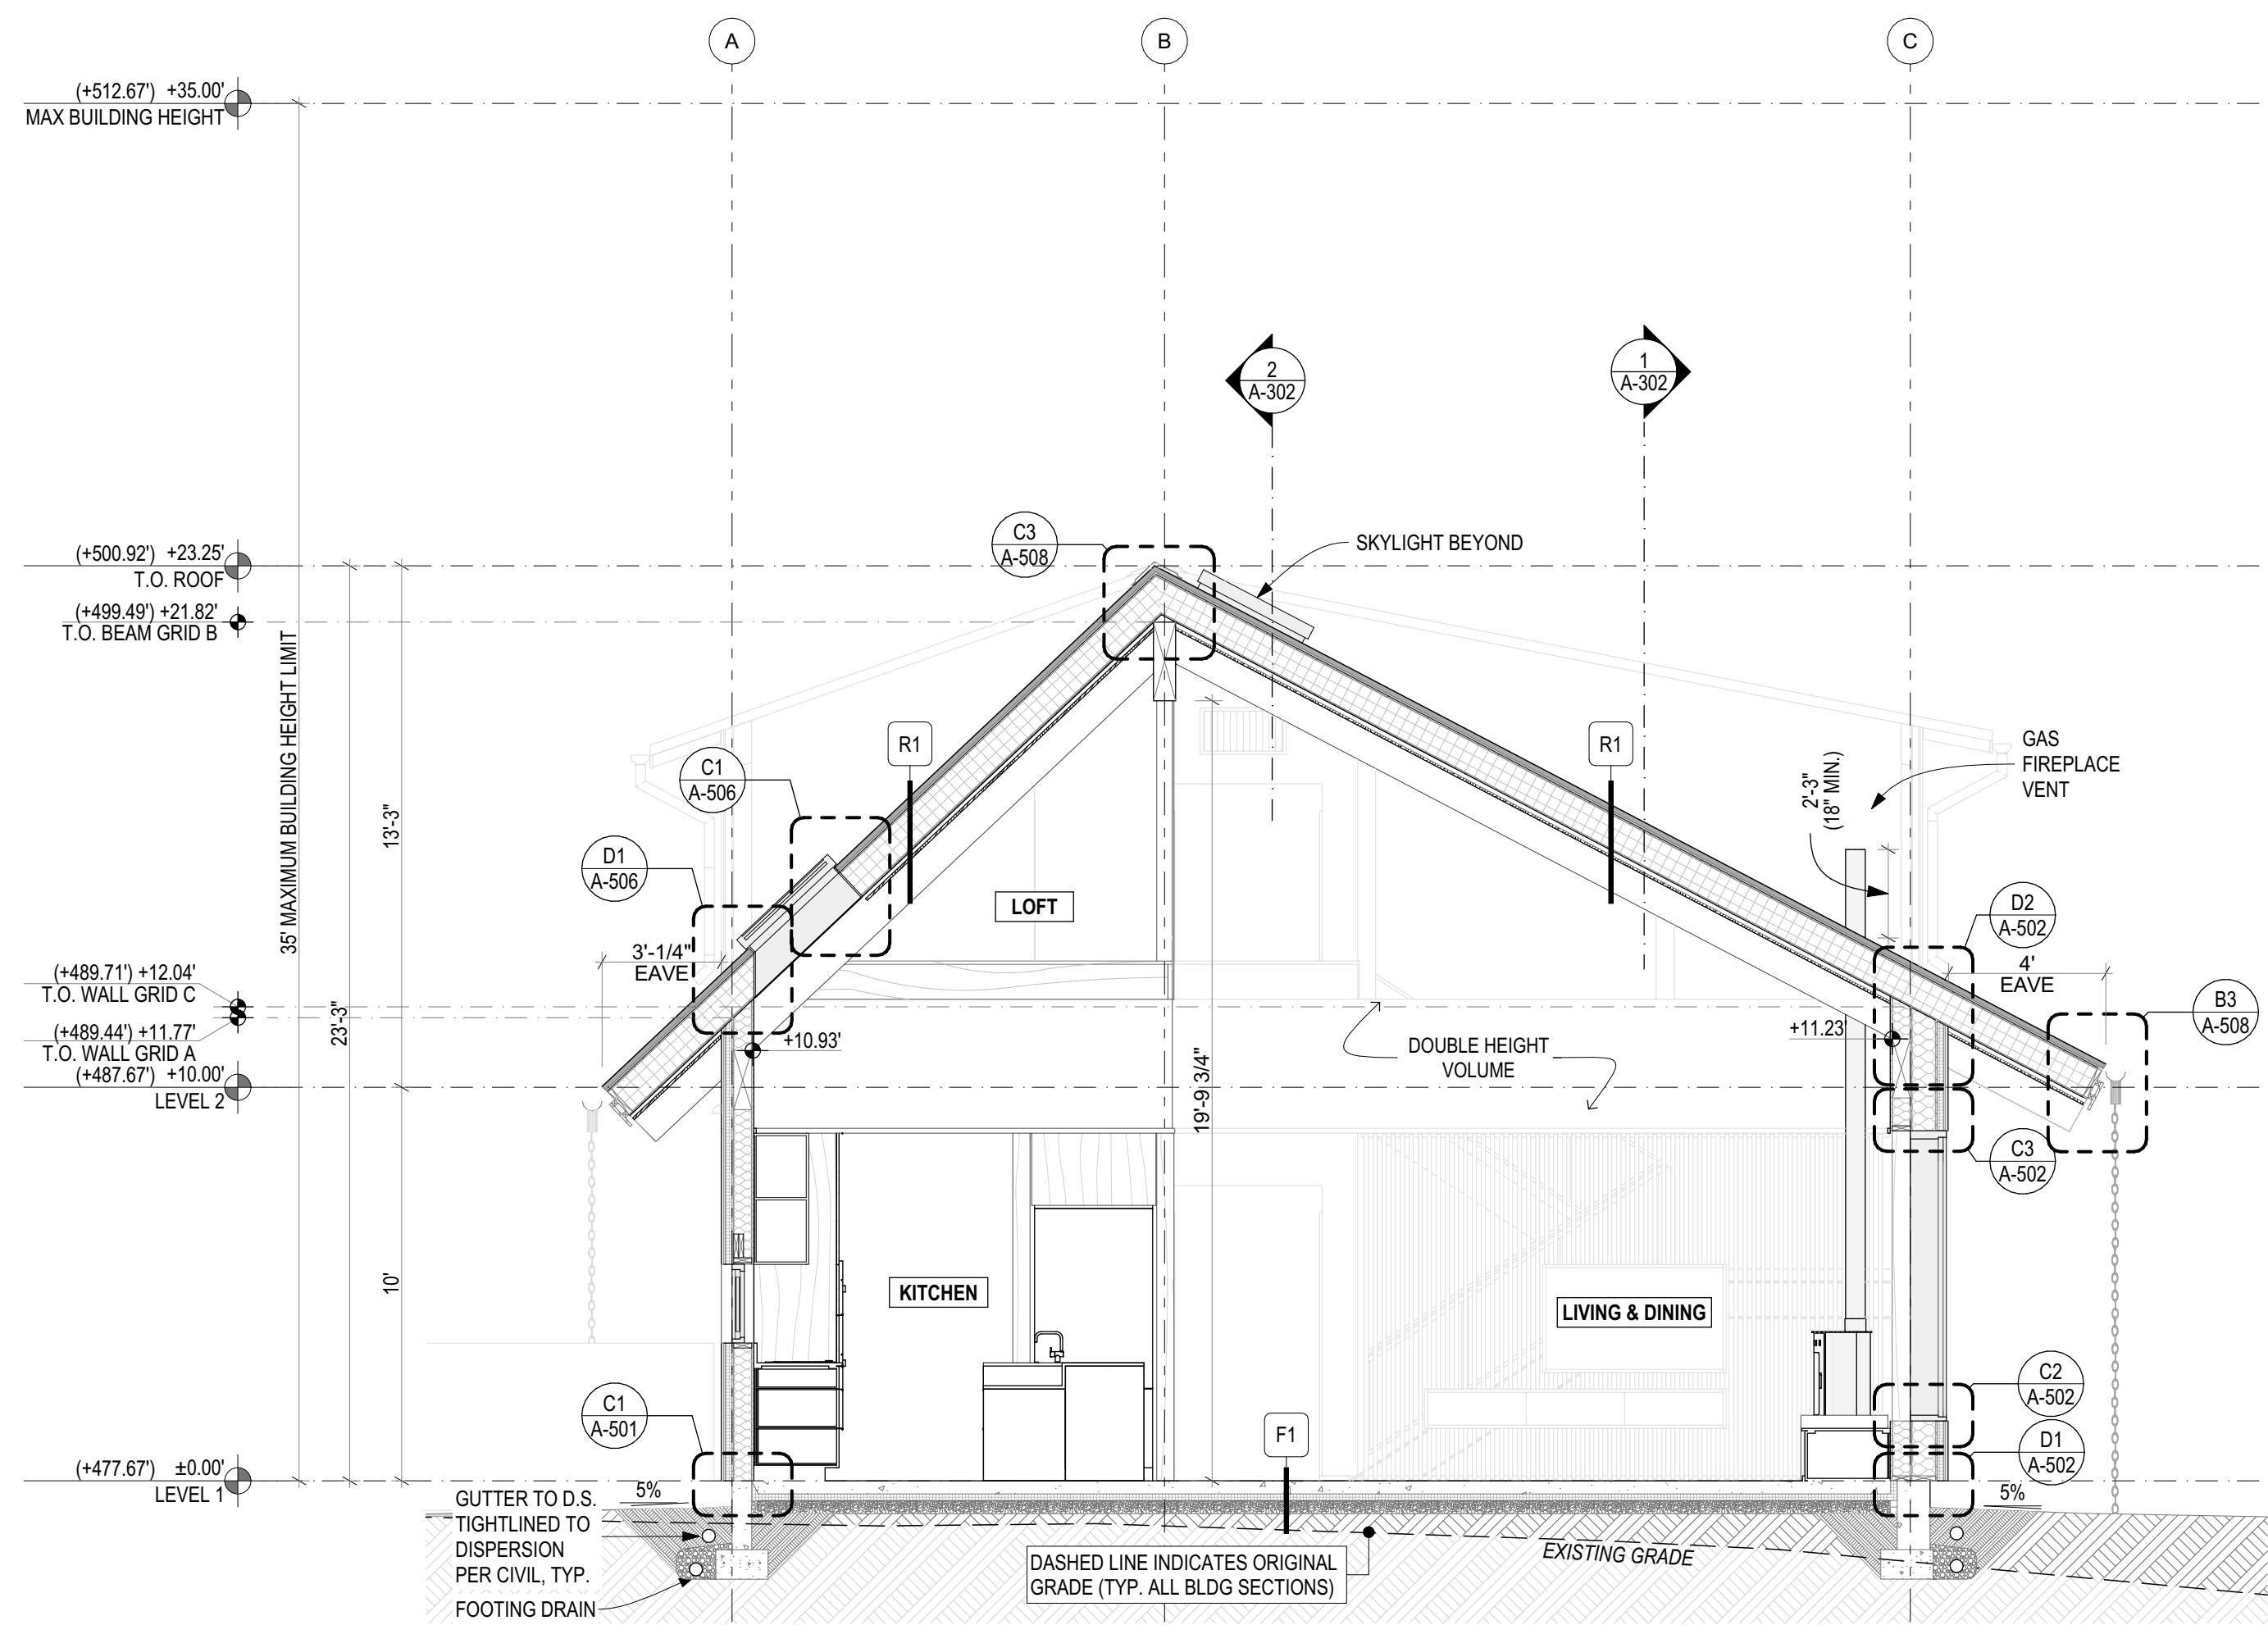 A
B
C
(+512.67') +35.00'
MAX BUILDING HEIGHT
2
A-302
1
A-302
C3
A-508
SKYLIGHT BEYOND
(+500.92') +23.25'
T.O. ROOF
(+499.49') +21.82'
T.O. BEAM GRID B
35' MAXIMUM BUILDING HEIGHT LIMIT
R1
R1
GAS
FIREPLACE
VENT
2'-3"
(18" MIN.)
C1
A-506
13'-3"
D1
A-506
LOFT
D2
A-502
3'-1/4"
EAVE
4'
EAVE
(+489.71') +12.04'
T.O. WALL GRID C
(+489.44') +11.77'
T.O. WALL GRID A
23'-3"
B3
A-508
+10.93'
+11.23'
DOUBLE HEIGHT
VOLUME
(+487.67') +10.00'
LEVEL 2
19'-9 3/4"
C3
A-502
10'
KITCHEN
LIVING & DINING
C2
A-502
C1
A-501
F1
D1
A-502
(+477.67') ±0.00'
LEVEL 1
5%
5%
GUTTER TO D.S.
TIGHTLINED TO
DISPERSION
PER CIVIL, TYP.
FOOTING DRAIN
DASHED LINE INDICATES ORIGINAL
GRADE (TYP. ALL BLDG SECTIONS)
EXISTING GRADE